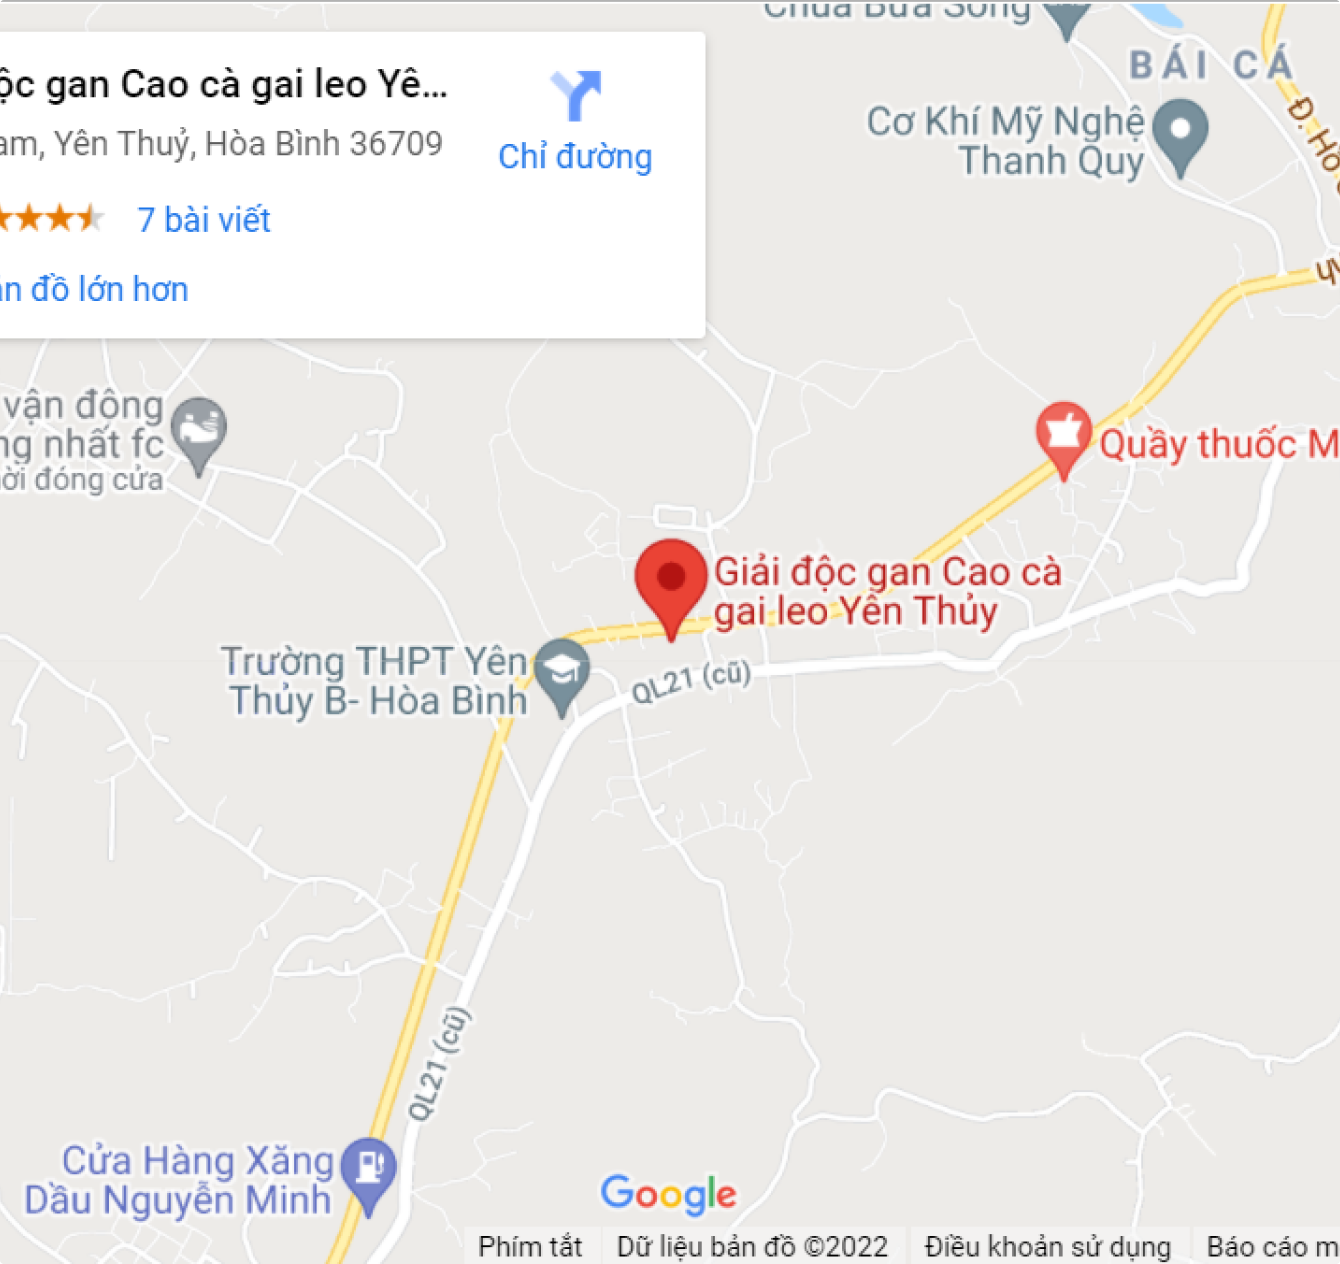 Chùa Bửa Sông
ộc gan Cao cà gai leo Yê...
am, Yên Thuỷ, Hòa Bình 36709
Chỉ đường
7 bài viết
n đồ lớn hơn
BÁI CÁ
Cơ Khí Mỹ Nghệ
Thanh Quy
Đ. Hồ
vận động
ng nhất fc
ời đóng cửa
Quầy thuốc M
Giải độc gan Cao cà
gai leo Yên Thủy
Trường THPT Yên
Thủy B- Hòa Bình
QL21 (cũ)
QL21 (cũ)
Cửa Hàng Xăng
Dầu Nguyễn Minh
Google
Phím tắt
Dữ liệu bản đồ ©2022
Điều khoản sử dụng
Báo cáo m